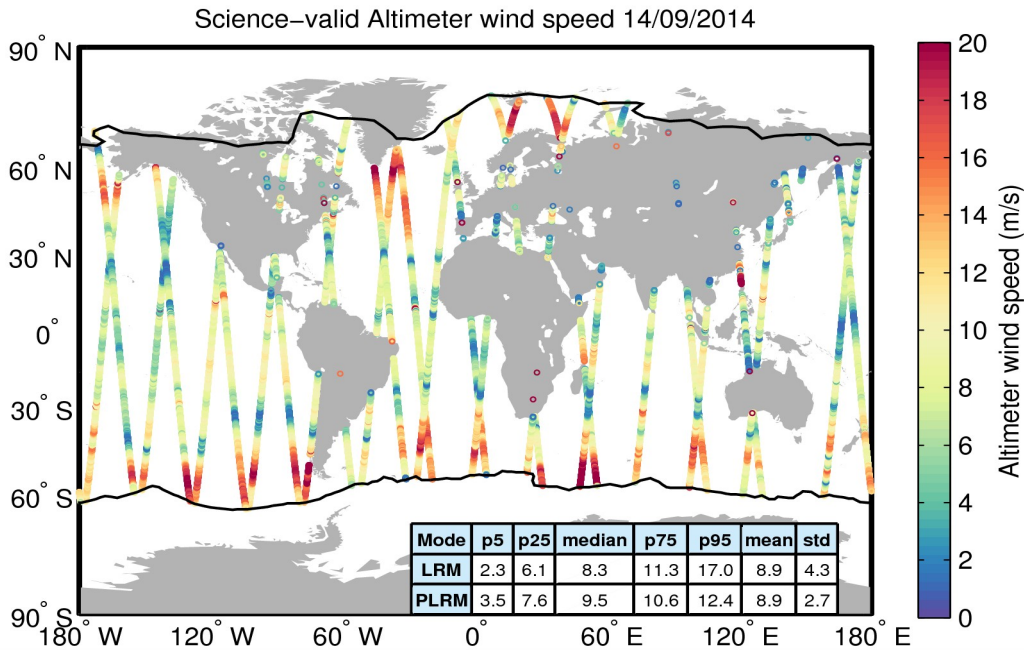 Science−valid Altimeter wind speed 14/09/2014
90° N
60° N
30° N
0°
30° S
60° S
90° S
180° W
120° W
60° W
0°
60° E
120° E
180° E
Mode p5 p25 median p75 p95 mean std
LRM 2.3 6.1 8.3 11.3 17.0 8.9 4.3
PLRM 3.5 7.6 9.5 10.6 12.4 8.9 2.7
20
18
16
14
12
10
8
6
4
2
0
Altimeter wind speed (m/s)